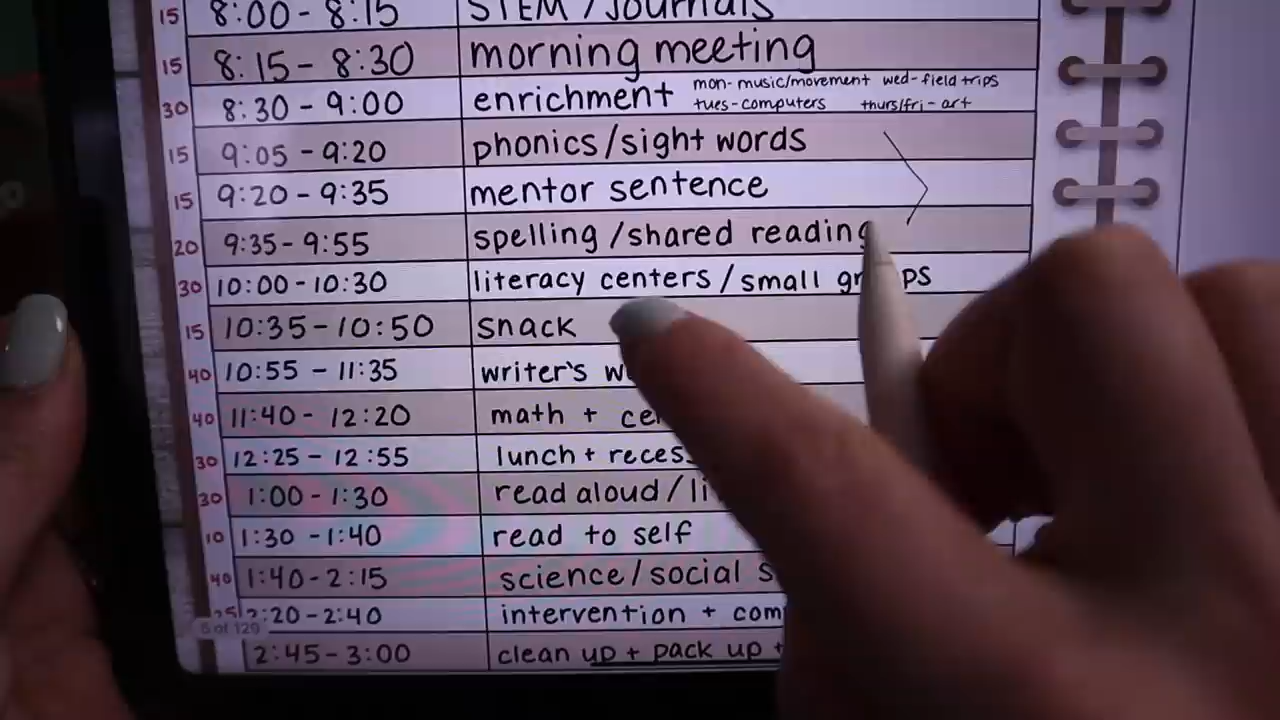 15 8:00 - 8:15 STEM / Journals
15 8:15 - 8:30 morning meeting
30 8:30 - 9:00 enrichment mon- music/movement wed- field trips
tues- computers thurs/fri - art
15 9:05 - 9:20 phonics/sight words
15 9:20 - 9:35 mentor sentence
20 9:35 - 9:55 spelling /shared reading
30 10:00 - 10:30 literacy centers / small
15 10:35 - 10:50 snack
40 10:55 - 11:35 writer's
40 11:40 - 12:20 math +
30 12:25 - 12:55 lunch + recess
30 1:00 - 1:30 read aloud /
10 1:30 - 1:40 read to self
40 1:40 - 2:15 science / social
2:20 - 2:40 intervention +
6 of 129
2:45 - 3:00 clean up + pack up +